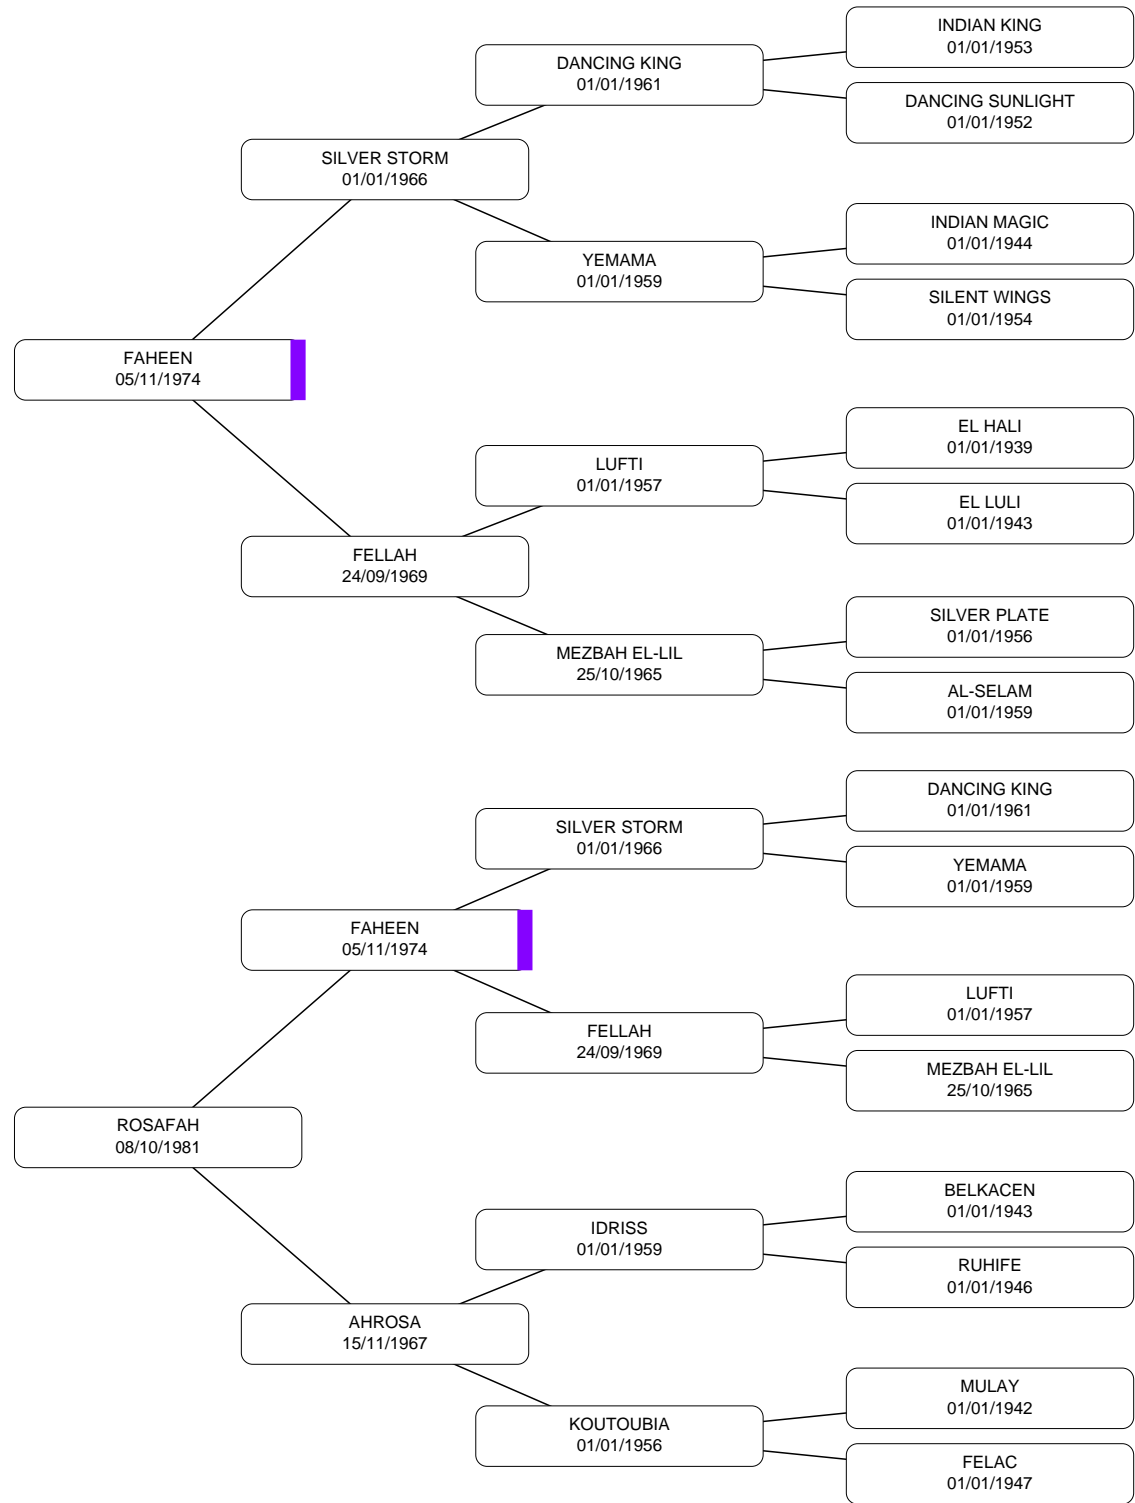 INDIAN KING
01/01/1953
DANCING KING
01/01/1961
DANCING SUNLIGHT
01/01/1952
SILVER STORM
01/01/1966
INDIAN MAGIC
01/01/1944
YEMAMA
01/01/1959
SILENT WINGS
01/01/1954
FAHEEN
05/11/1974
EL HALI
01/01/1939
LUFTI
01/01/1957
EL LULI
01/01/1943
FELLAH
24/09/1969
SILVER PLATE
01/01/1956
MEZBAH EL-LIL
25/10/1965
AL-SELAM
01/01/1959
DANCING KING
01/01/1961
SILVER STORM
01/01/1966
YEMAMA
01/01/1959
FAHEEN
05/11/1974
LUFTI
01/01/1957
FELLAH
24/09/1969
MEZBAH EL-LIL
25/10/1965
ROSAFAH
08/10/1981
BELKACEN
01/01/1943
IDRISS
01/01/1959
RUHIFE
01/01/1946
AHROSA
15/11/1967
MULAY
01/01/1942
KOUTOUBIA
01/01/1956
FELAC
01/01/1947